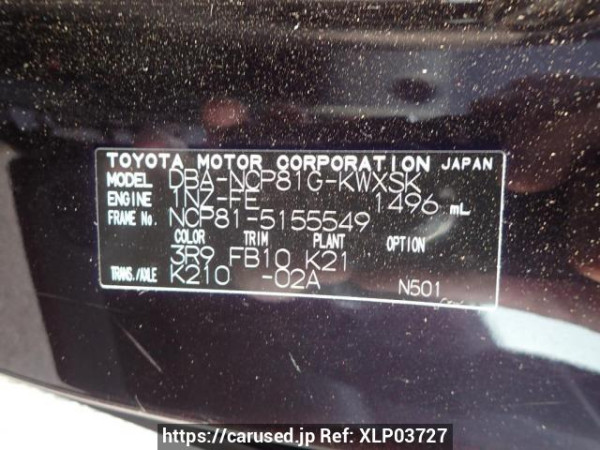 TOYOTA MOTOR CORPORATION JAPAN
MODEL DBA-NCP81G-KWXSK
ENGINE 1NZ-FE 1496 mL
FRAME No. NCP81-5155549
COLOR TRIM PLANT OPTION
3R9 FB10 K21
TRANS./AXLE K210 -02A
N501
https://carused.jp Ref: XLP03727